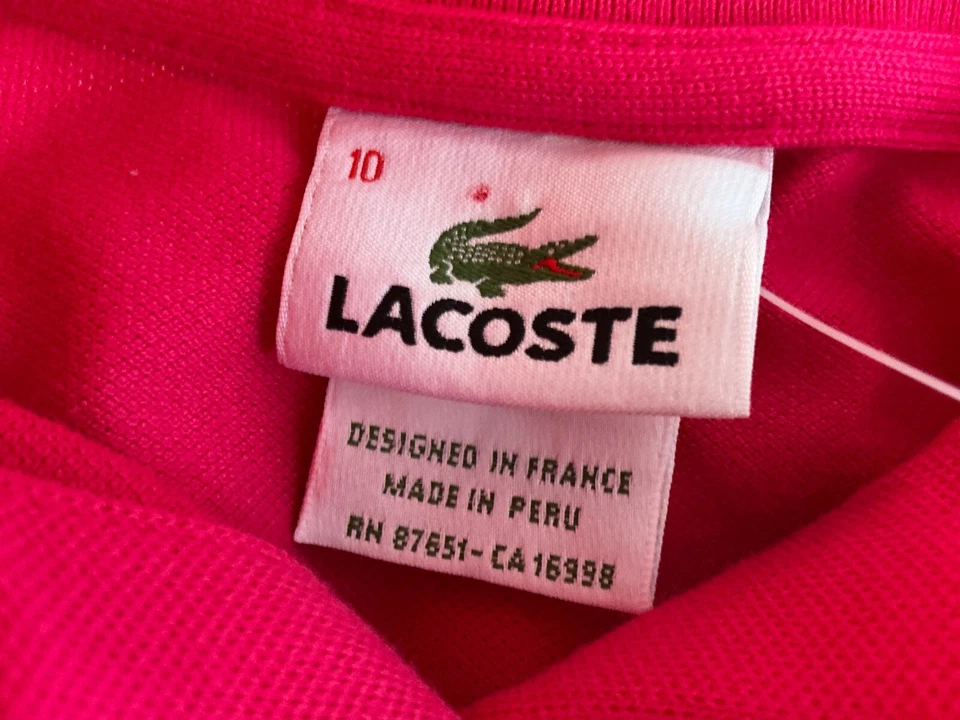 10
LACOSTE
DESIGNED IN FRANCE
MADE IN PERU
RN 87651-CA 16998